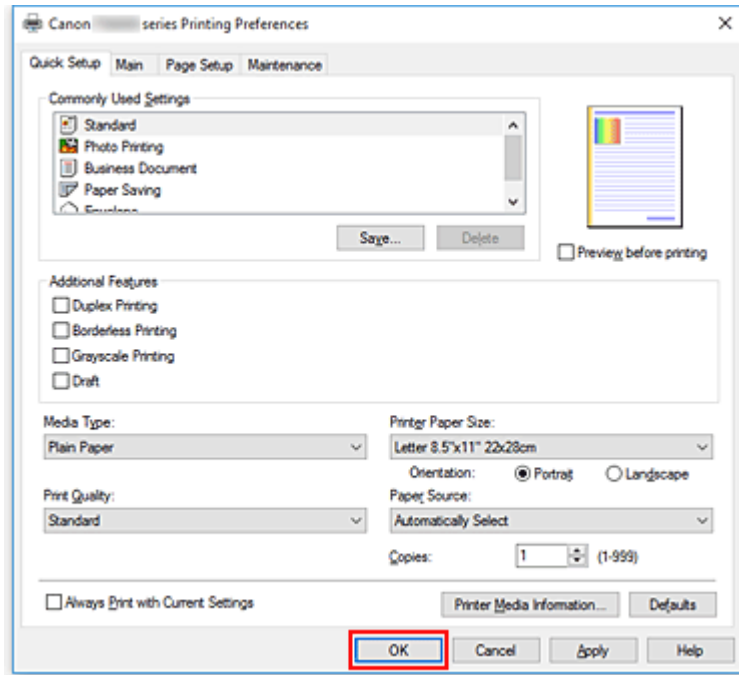 Canon series Printing Preferences
Quick Setup Main Page Setup Maintenance
Commonly Used Settings
Standard
Photo Printing
Business Document
Paper Saving
Envelope
Save... Delete
Preview before printing
Additional Features
Duplex Printing
Borderless Printing
Grayscale Printing
Draft
Media Type: Printer Paper Size:
Plain Paper Letter 8.5"x11" 22x28cm
Orientation: Portrait Landscape
Print Quality: Paper Source:
Standard Automatically Select
Copies: 1 (1-999)
Always Print with Current Settings Printer Media Information... Defaults
OK Cancel Apply Help